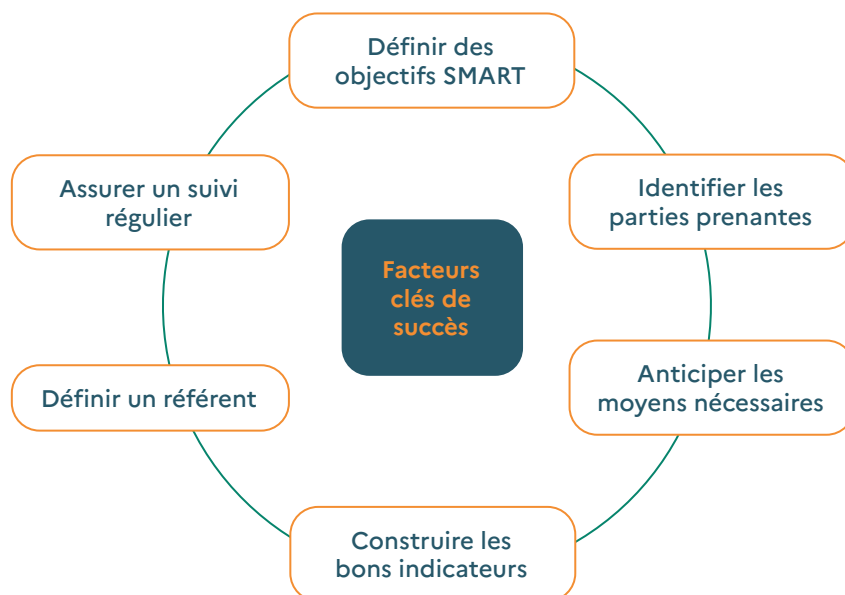 Définir des
objectifs SMART
Identifier les
parties prenantes
Anticiper les
moyens nécessaires
Construire les
bons indicateurs
Définir un référent
Assurer un suivi
régulier
Facteurs
clés de
succès